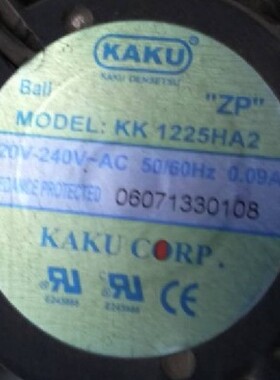 KAKU
KAKU DENSETSU
Ball
"ZP"
MODEL: KK 1225HA2
20V-240V~AC 50/60Hz 0.09A
EDANCE PROTECTED 06071330108
KAKU CORP.
E243886
CE